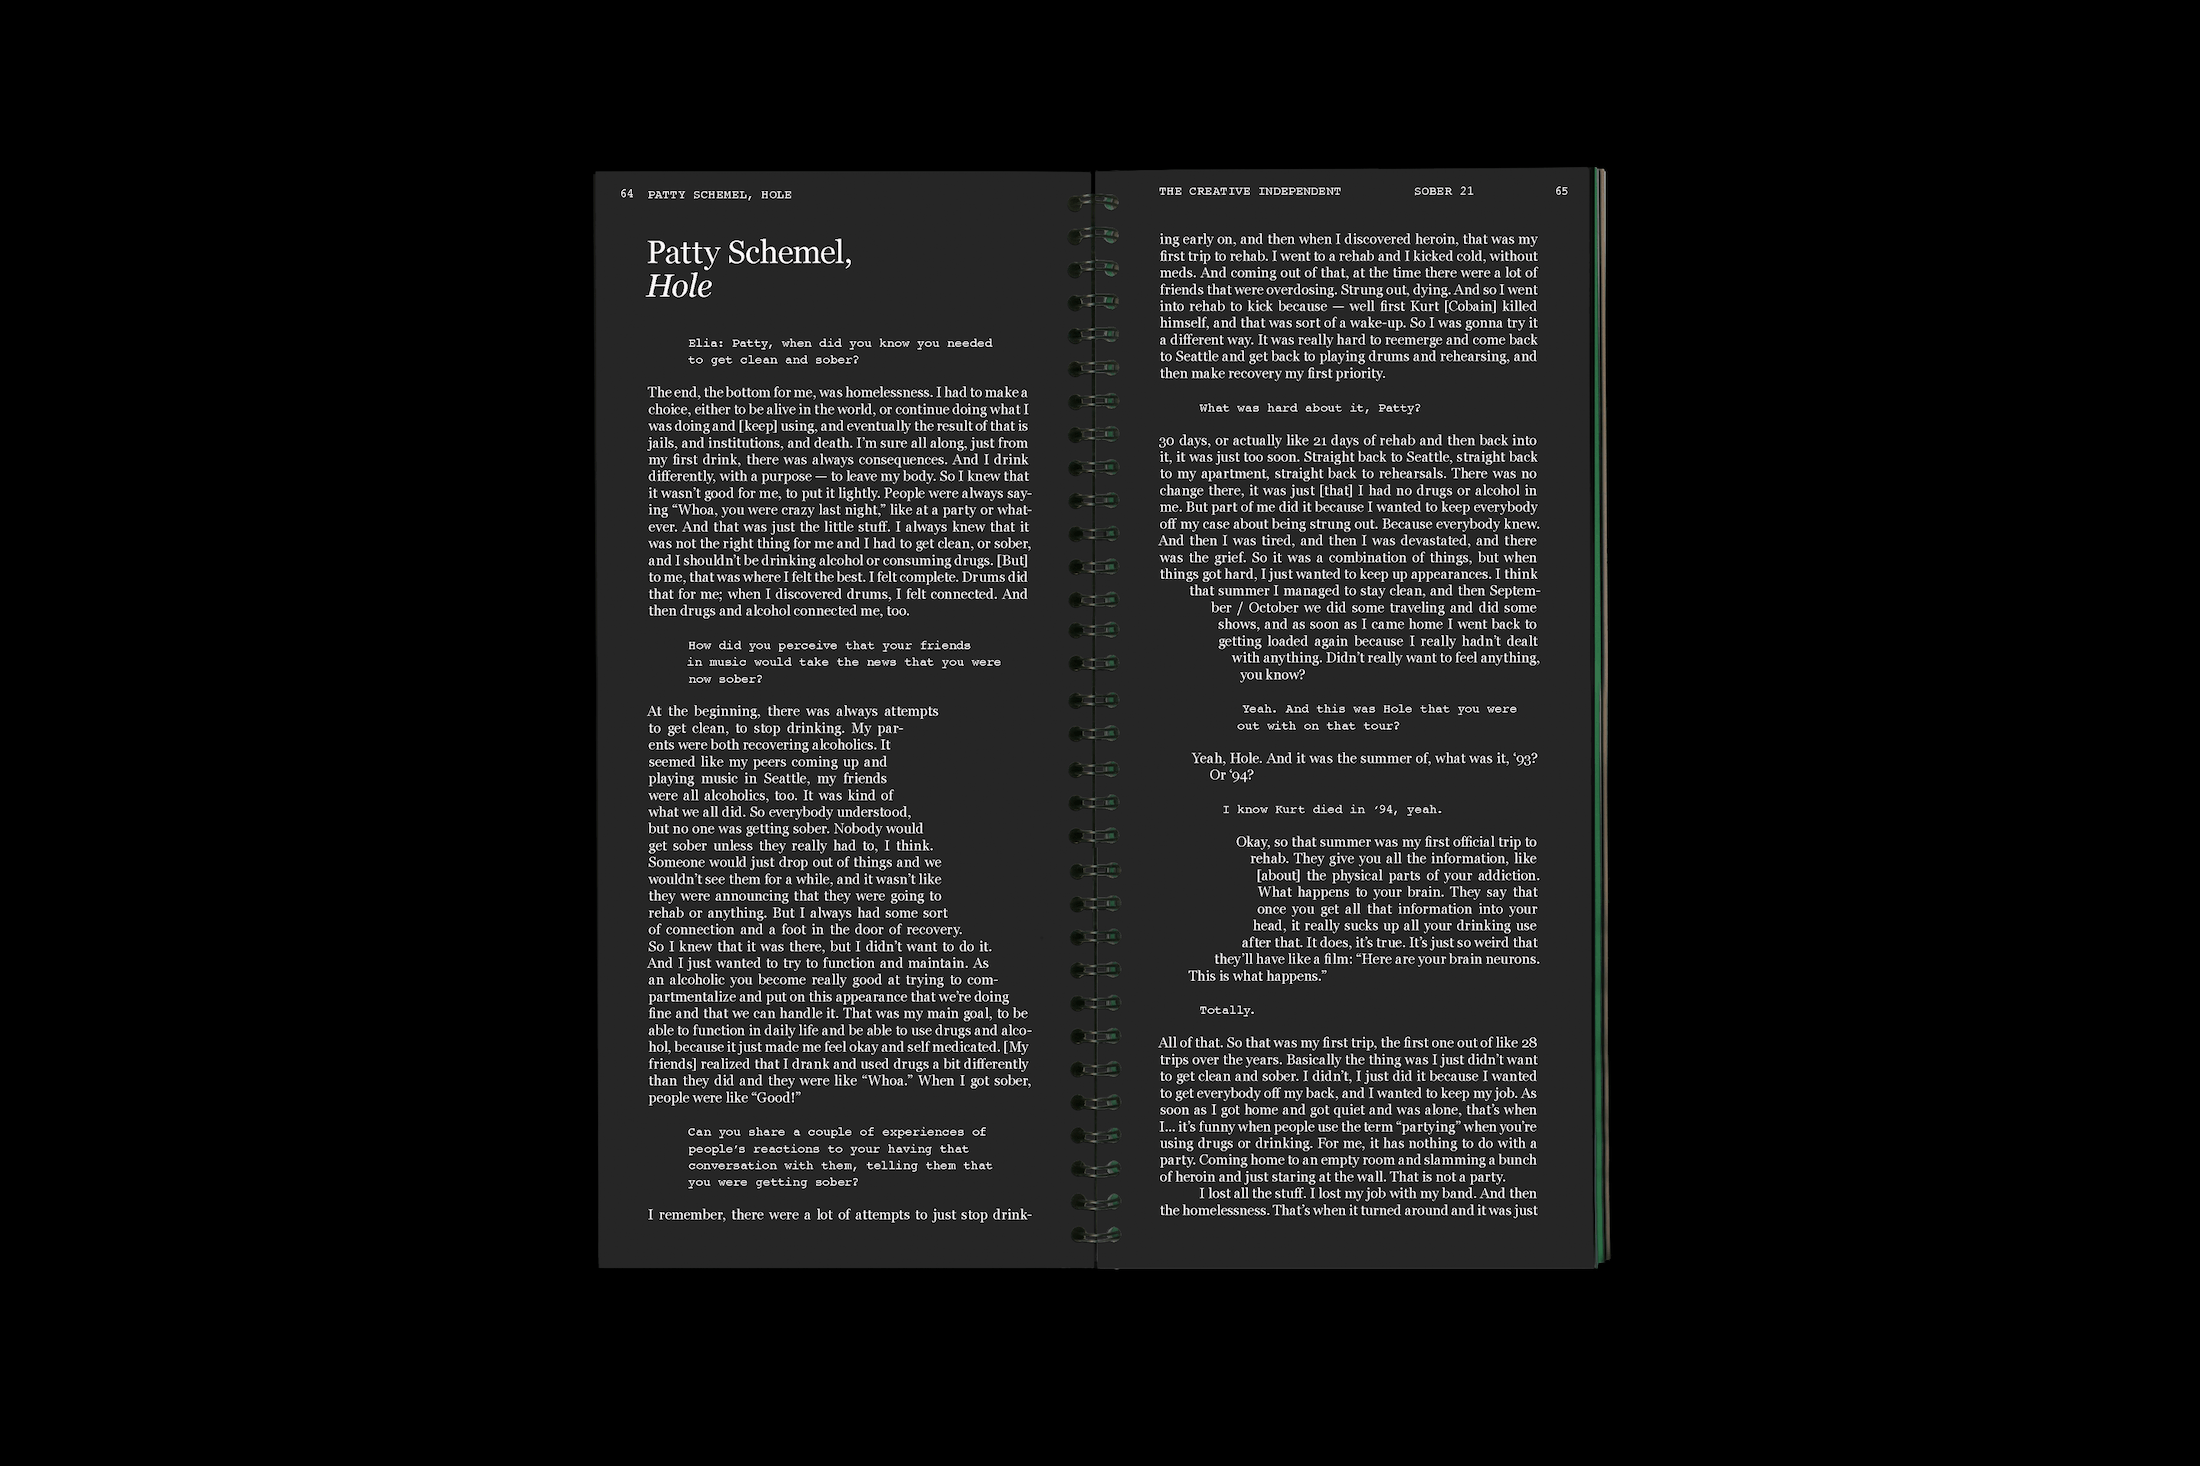 64 PATTY SCHEMEL, HOLE
Patty Schemel,
Hole
Elia: Patty, when did you know you needed
to get clean and sober?
The end, the bottom for me, was homelessness. I had to make a
choice, either to be alive in the world, or continue doing what I
was doing and [keep] using, and eventually the result of that is
jails, and institutions, and death. I’m sure all along, just from
my first drink, there was always consequences. And I drink
differently, with a purpose — to leave my body. So I knew that
it wasn’t good for me, to put it lightly. People were always say-
ing “Whoa, you were crazy last night,” like at a party or what-
ever. And that was just the little stuff. I always knew that it
was not the right thing for me and I had to get clean, or sober,
and I shouldn’t be drinking alcohol or consuming drugs. [But]
to me, that was where I felt the best. I felt complete. Drums did
that for me; when I discovered drums, I felt connected. And
then drugs and alcohol connected me, too.
How did you perceive that your friends
in music would take the news that you were
now sober?
At the beginning, there was always attempts
to get clean, to stop drinking. My par-
ents were both recovering alcoholics. It
seemed like my peers coming up and
playing music in Seattle, my friends
were all alcoholics, too. It was kind of
what we all did. So everybody understood,
but no one was getting sober. Nobody would
get sober unless they really had to, I think.
Someone would just drop out of things and we
wouldn’t see them for a while, and it wasn’t like
they were announcing that they were going to
rehab or anything. But I always had some sort
of connection and a foot in the door of recovery.
So I knew that it was there, but I didn’t want to do it.
And I just wanted to try to function and maintain. As
an alcoholic you become really good at trying to com-
partmentalize and put on this appearance that we’re doing
fine and that we can handle it. That was my main goal, to be
able to function in daily life and be able to use drugs and alco-
hol, because it just made me feel okay and self medicated. [My
friends] realized that I drank and used drugs a bit differently
than they did and they were like “Whoa.” When I got sober,
people were like “Good!”
Can you share a couple of experiences of
people’s reactions to your having that
conversation with them, telling them that
you were getting sober?
I remember, there were a lot of attempts to just stop drink-
THE CREATIVE INDEPENDENT SOBER 21 65
ing early on, and then when I discovered heroin, that was my
first trip to rehab. I went to a rehab and I kicked cold, without
meds. And coming out of that, at the time there were a lot of
friends that were overdosing. Strung out, dying. And so I went
into rehab to kick because — well first Kurt [Cobain] killed
himself, and that was sort of a wake-up. So I was gonna try it
a different way. It was really hard to reemerge and come back
to Seattle and get back to playing drums and rehearsing, and
then make recovery my first priority.
What was hard about it, Patty?
30 days, or actually like 21 days of rehab and then back into
it, it was just too soon. Straight back to Seattle, straight back
to my apartment, straight back to rehearsals. There was no
change there, it was just [that] I had no drugs or alcohol in
me. But part of me did it because I wanted to keep everybody
off my case about being strung out. Because everybody knew.
And then I was tired, and then I was devastated, and there
was the grief. So it was a combination of things, but when
things got hard, I just wanted to keep up appearances. I think
that summer I managed to stay clean, and then Septem-
ber / October we did some traveling and did some
shows, and as soon as I came home I went back to
getting loaded again because I really hadn’t dealt
with anything. Didn’t really want to feel anything,
you know?
Yeah. And this was Hole that you were
out with on that tour?
Yeah, Hole. And it was the summer of, what was it, ‘93?
Or ‘94?
I know Kurt died in ’94, yeah.
Okay, so that summer was my first official trip to
rehab. They give you all the information, like
[about] the physical parts of your addiction.
What happens to your brain. They say that
once you get all that information into your
head, it really sucks up all your drinking use
after that. It does, it’s true. It’s just so weird that
they’ll have like a film: “Here are your brain neurons.
This is what happens.”
Totally.
All of that. So that was my first trip, the first one out of like 28
trips over the years. Basically the thing was I just didn’t want
to get clean and sober. I didn’t, I just did it because I wanted
to get everybody off my back, and I wanted to keep my job. As
soon as I got home and got quiet and was alone, that’s when
I... it’s funny when people use the term “partying” when you’re
using drugs or drinking. For me, it has nothing to do with a
party. Coming home to an empty room and slamming a bunch
of heroin and just staring at the wall. That is not a party.
I lost all the stuff. I lost my job with my band. And then
the homelessness. That’s when it turned around and it was just